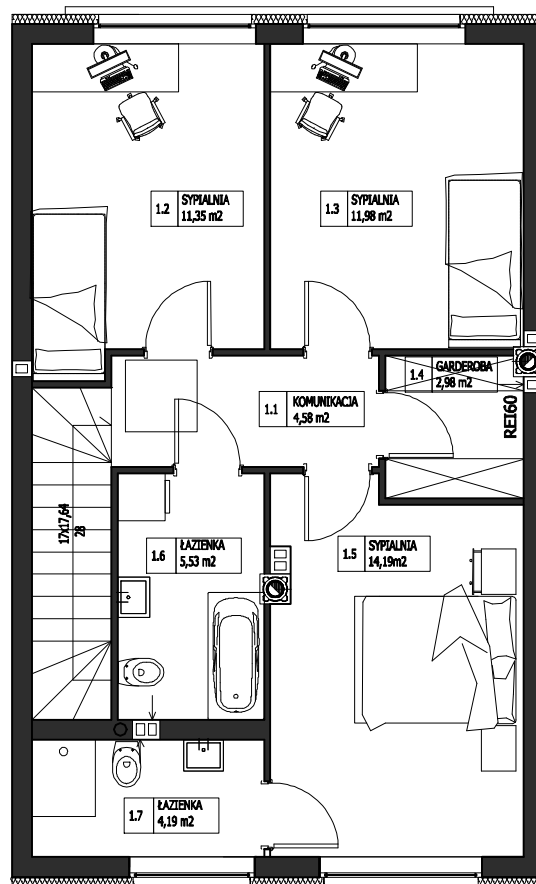 1.2 SYPIALNIA
11,35 m2
1.3 SYPIALNIA
11,98 m2
1.4 GARDEROBA
2,98 m2
1.1 KOMUNIKACJA
4,58 m2
REI60
17x17,64
28
1.6 ŁAZIENKA
5,53 m2
1.5 SYPIALNIA
14,19m2
1.7 ŁAZIENKA
4,19 m2